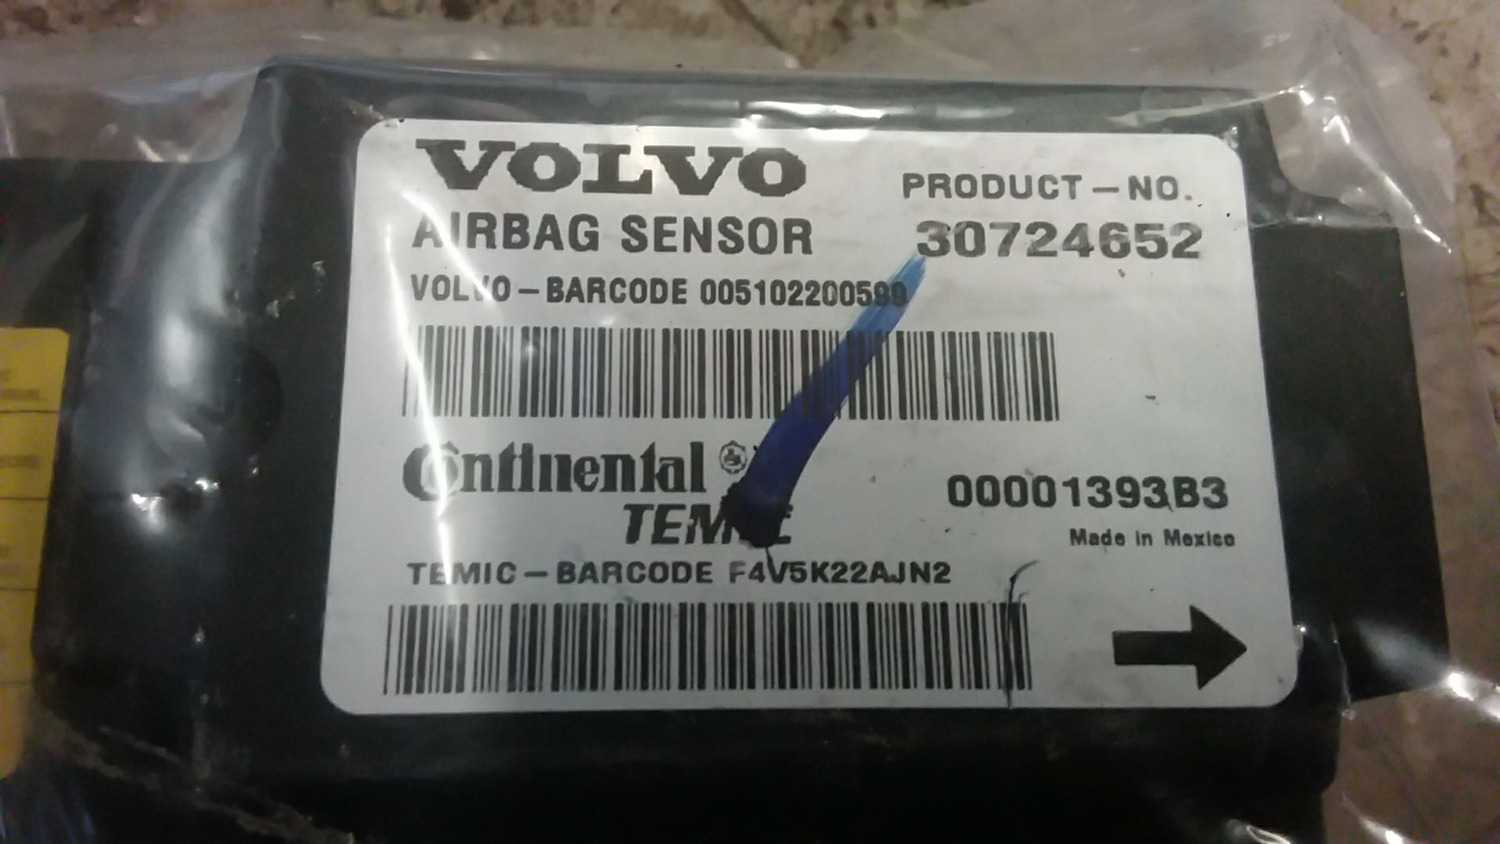 VOLVO
PRODUCT – NO.
AIRBAG SENSOR
30724652
VOLVO – BARCODE 005102200599
Continental
00001393B3
Made in Mexico
TEMIC – BARCODE F4V5K22AJN2